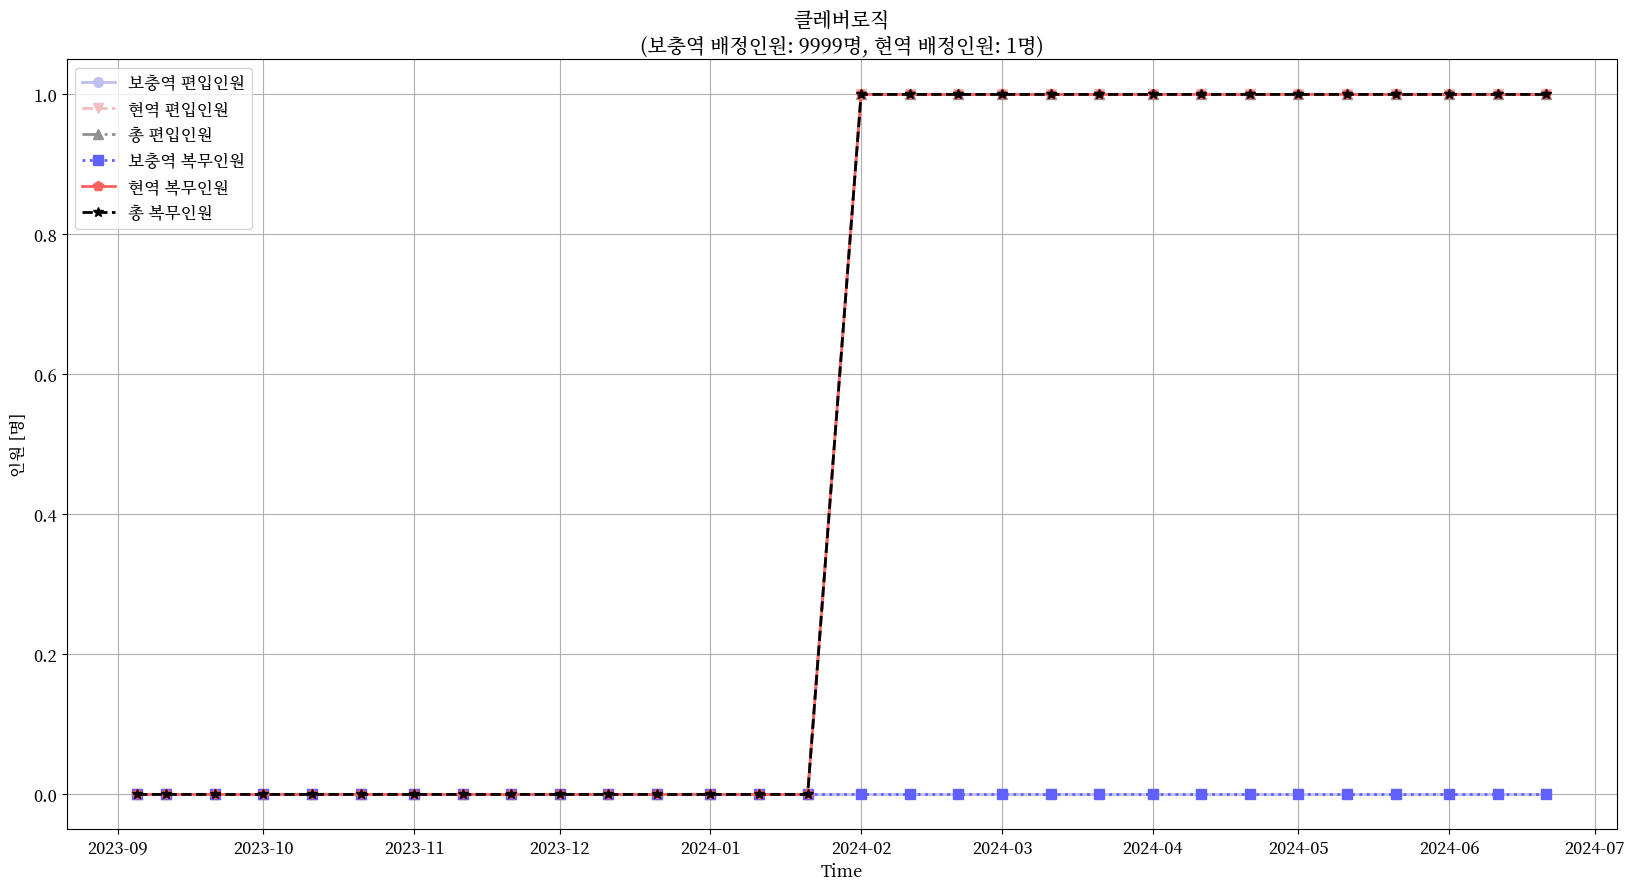 클레버로직
(보충역 배정인원: 9999명, 현역 배정인원: 1명)
보충역 편입인원
현역 편입인원
총 편입인원
보충역 복무인원
현역 복무인원
총 복무인원
인원 [명]
1.0
0.8
0.6
0.4
0.2
0.0
2023-09 2023-10 2023-11 2023-12 2024-01 2024-02 2024-03 2024-04 2024-05 2024-06 2024-07
Time